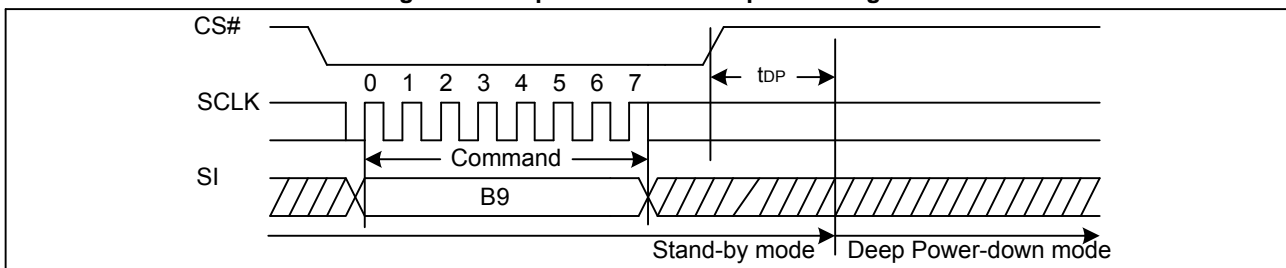 CS#
tDP
0 1 2 3 4 5 6 7
SCLK
Command
SI
B9
Stand-by mode Deep Power-down mode